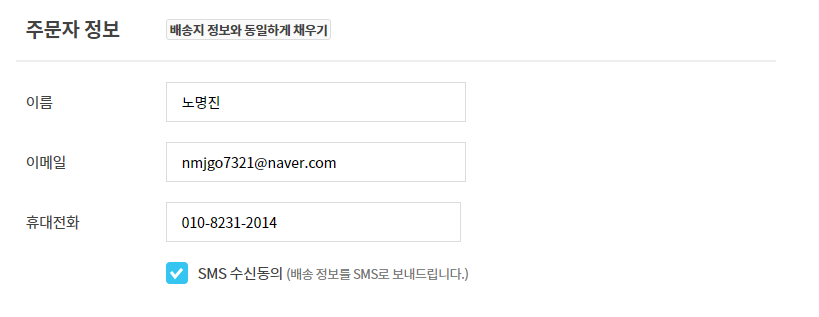 주문자 정보 배송지 정보와 동일하게 채우기
이름 노명진
이메일 nmjgo7321@naver.com
휴대전화 010-8231-2014
SMS 수신동의 (배송 정보를 SMS로 보내드립니다.)